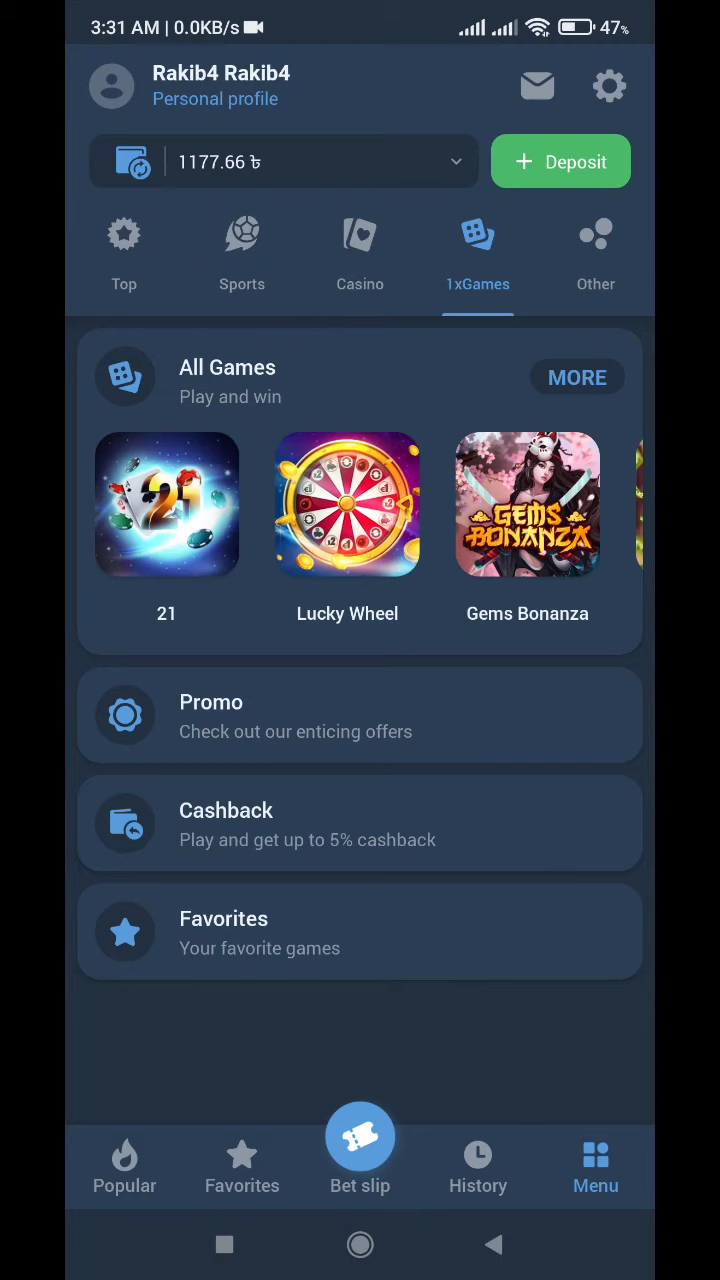 3:31 AM | 0.0KB/s 47%
Rakib4 Rakib4
Personal profile
1177.66 ৳
+ Deposit
Top Sports Casino 1xGames Other
All Games
Play and win
MORE
21
GEMS
BONANZA
21 Lucky Wheel Gems Bonanza
Promo
Check out our enticing offers
Cashback
Play and get up to 5% cashback
Favorites
Your favorite games
Popular Favorites Bet slip History Menu